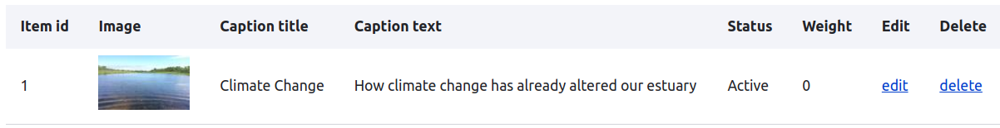 Item id Image Caption title Caption text Status Weight Edit Delete
1 Climate Change How climate change has already altered our estuary Active 0 edit delete